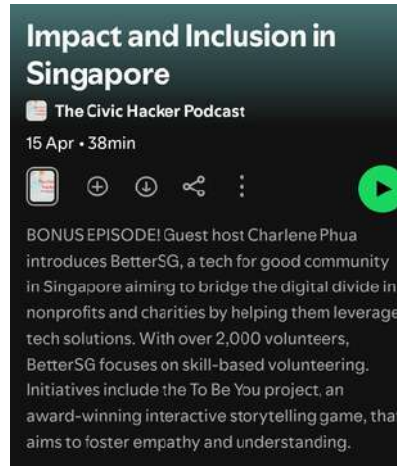 Impact and Inclusion in
Singapore
The Civic Hacker Podcast
15 Apr • 38min
BONUS EPISODE! Guest host Charlene Phua
introduces BetterSG, a tech for good community
in Singapore aiming to bridge the digital divide in
nonprofits and charities by helping them leverage
tech solutions. With over 2,000 volunteers,
BetterSG focuses on skill-based volunteering.
Initiatives include the To Be You project, an
award-winning interactive storytelling game, that
aims to foster empathy and understanding.